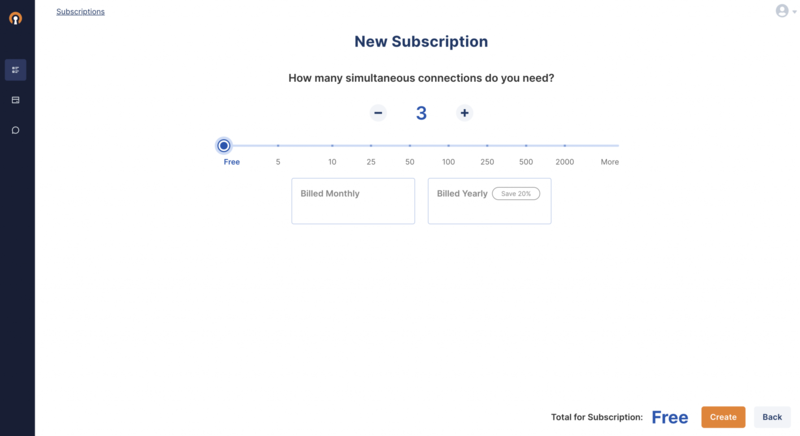 Subscriptions
New Subscription
How many simultaneous connections do you need?
− 3 +
Free 5 10 25 50 100 250 500 2000 More
Billed Monthly
Billed Yearly Save 20%
Total for Subscription: Free Create Back